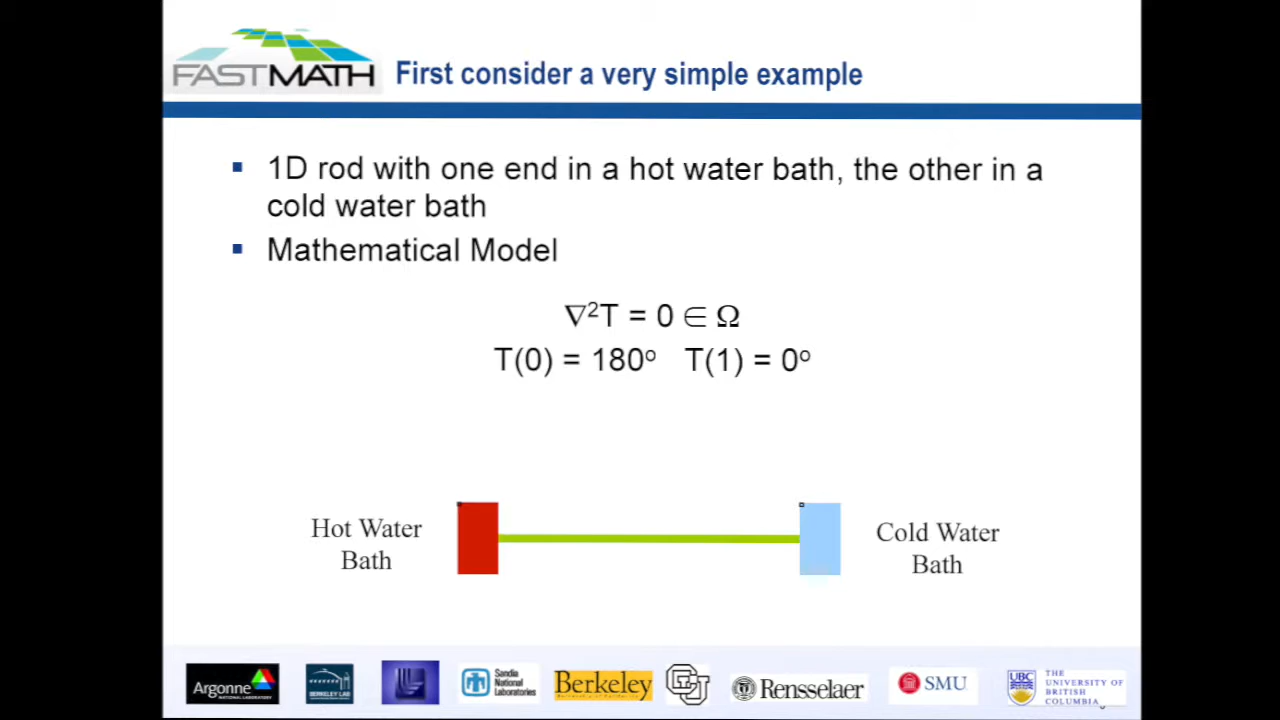 FASTMATH
First consider a very simple example
▪ 1D rod with one end in a hot water bath, the other in a
cold water bath
▪ Mathematical Model
∇²T = 0 ∈ Ω
T(0) = 180° T(1) = 0°
Hot Water
Bath
Cold Water
Bath
Argonne
NATIONAL LABORATORY
BERKELEY LAB
Sandia
National
Laboratories
Berkeley
CU
Rensselaer
SMU
UBC
THE
UNIVERSITY OF
BRITISH
COLUMBIA